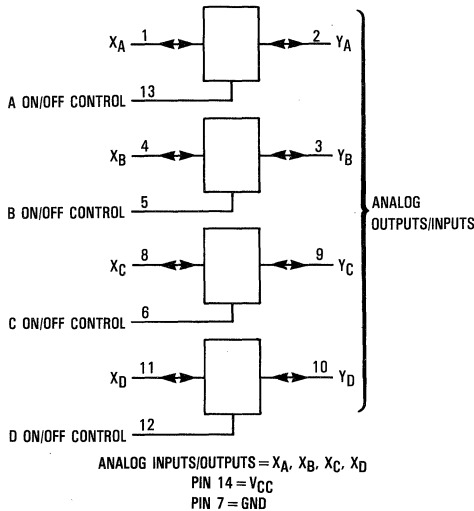 X_A 1 2 Y_A
A ON/OFF CONTROL 13
X_B 4 3 Y_B
B ON/OFF CONTROL 5
ANALOG
OUTPUTS/INPUTS
X_C 8 9 Y_C
C ON/OFF CONTROL 6
X_D 11 10 Y_D
D ON/OFF CONTROL 12
ANALOG INPUTS/OUTPUTS = X_A, X_B, X_C, X_D
PIN 14 = V_CC
PIN 7 = GND